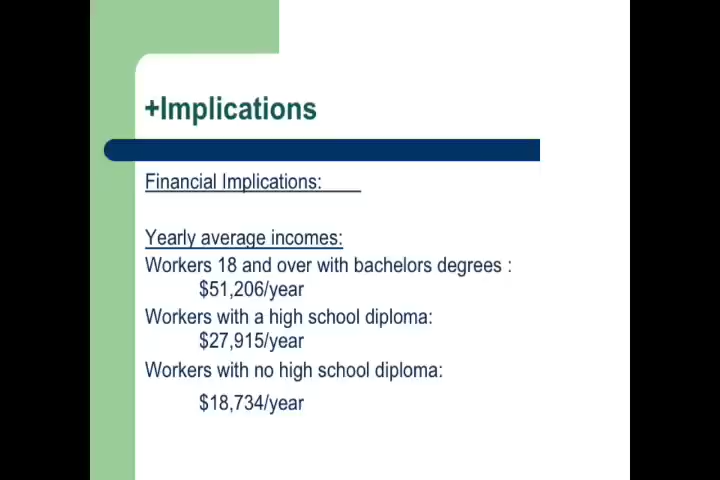 +Implications
Financial Implications:
Yearly average incomes:
Workers 18 and over with bachelors degrees :
$51,206/year
Workers with a high school diploma:
$27,915/year
Workers with no high school diploma:
$18,734/year